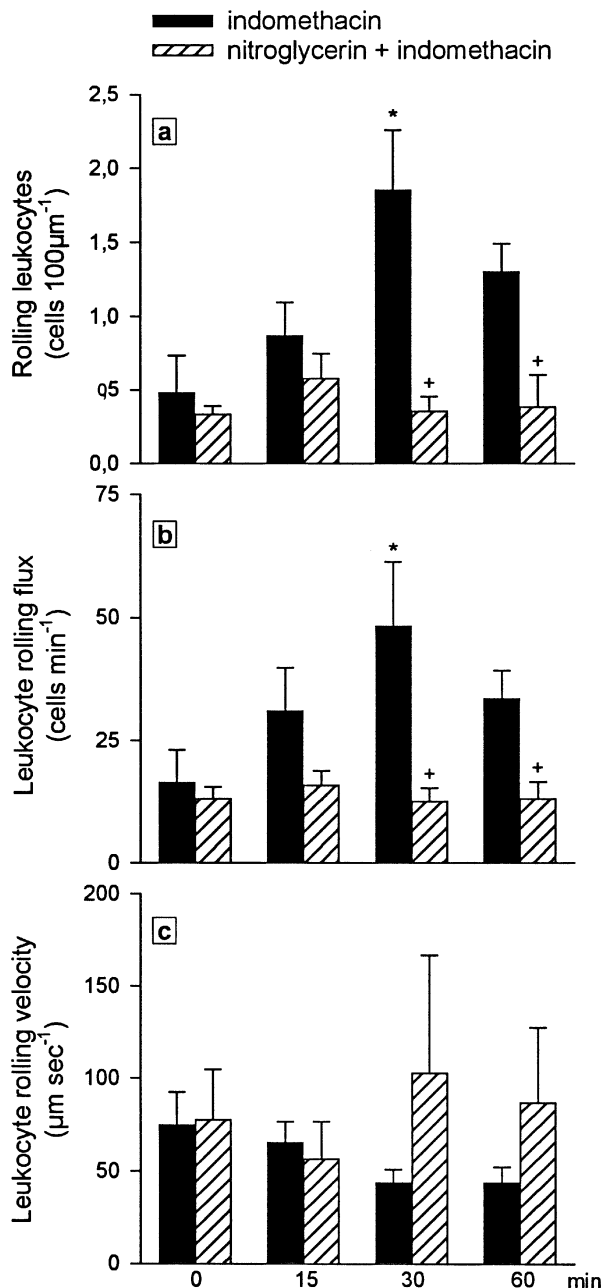 indomethacin
nitroglycerin + indomethacin
a
Rolling leukocytes
(cells 100µm⁻¹)
2,5
2,0
1,5
1,0
0,5
0,0
*
+
+
b
Leukocyte rolling flux
(cells min⁻¹)
75
50
25
0
*
+
+
c
Leukocyte rolling velocity
(µm sec⁻¹)
200
150
100
50
0
0 15 30 60 min